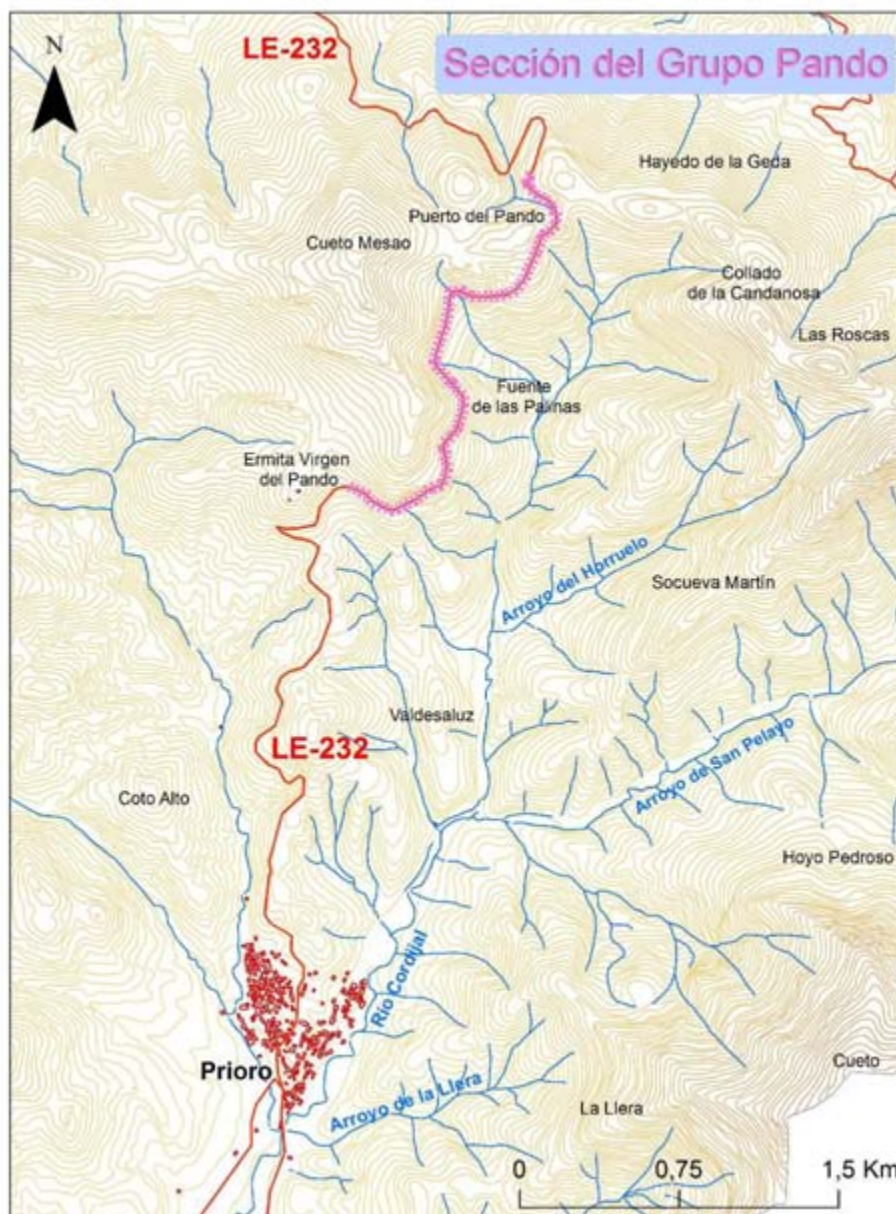 N
LE-232
Sección del Grupo Pando
Hayedo de la Geda
Puerto del Pando
Cueto Mesao
Collado
de la Candanosa
Las Roscas
Fuente
de las Palinas
Ermita Virgen
del Pando
Arroyo del Horruelo
Socueva Martín
Valdesaluz
LE-232
Arroyo de San Pelayo
Coto Alto
Hoyo Pedroso
Río Cordijal
Cueto
Prioro
Arroyo de la Llera
La Llera
0 0,75 1,5 Km